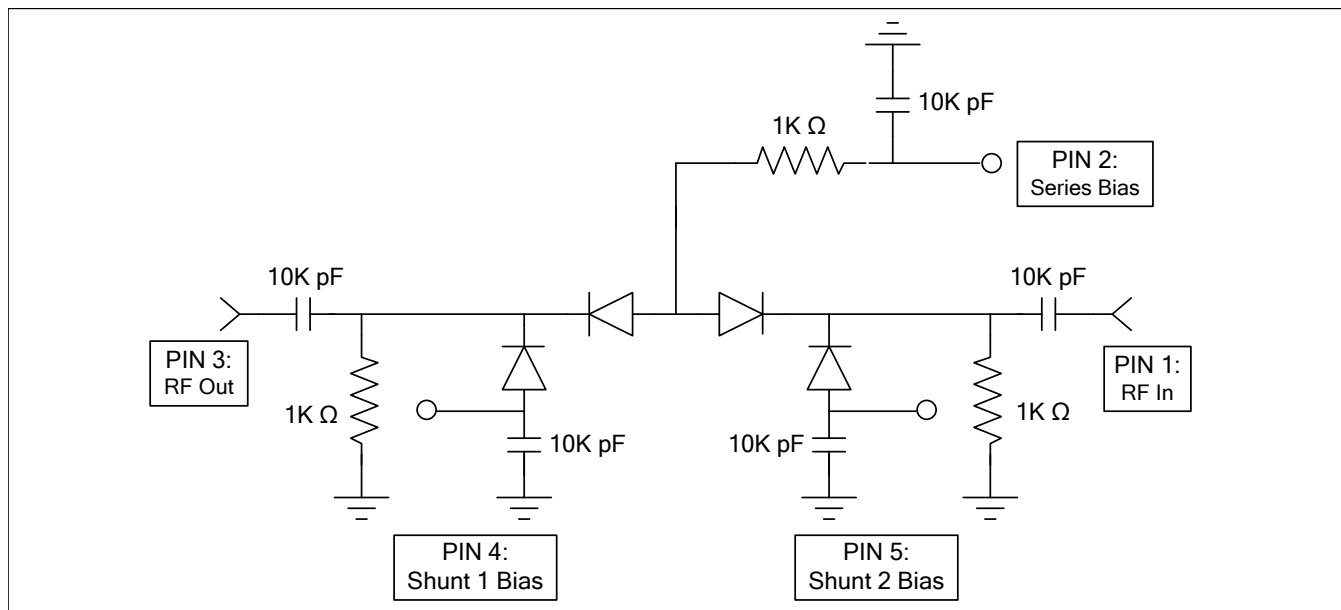 10K pF
1K Ω
PIN 2:
Series Bias
10K pF
10K pF
PIN 3:
RF Out
PIN 1:
RF In
1K Ω
1K Ω
10K pF
10K pF
PIN 4:
Shunt 1 Bias
PIN 5:
Shunt 2 Bias